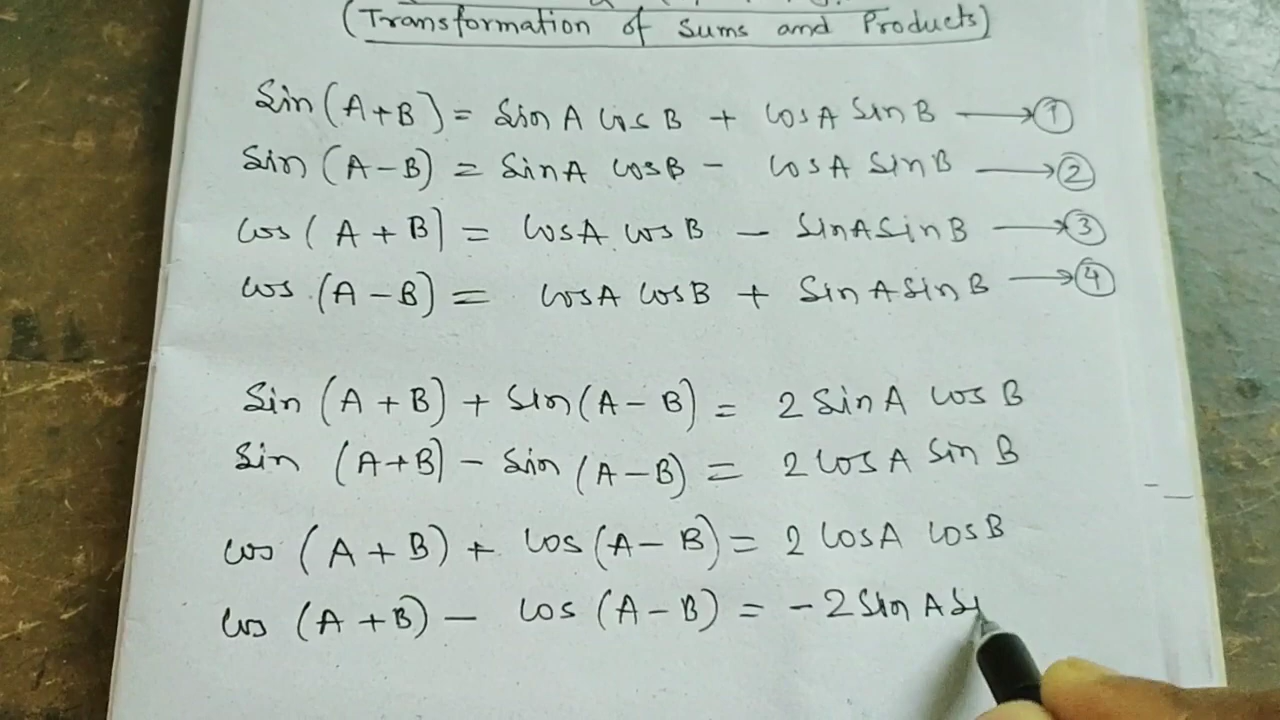 (Transformation of Sums and Products)
Sin(A+B) = Sin A Cos B + Cos A Sin B → ①
Sin (A-B) = Sin A Cos B - Cos A Sin B → ②
Cos (A+B) = Cos A. Cos B - Sin A Sin B → ③
Cos (A-B) = Cos A Cos B + Sin A Sin B → ④
Sin (A+B) + Sin (A-B) = 2 Sin A Cos B
Sin (A+B) - Sin (A-B) = 2 Cos A Sin B
Cos (A+B) + Cos (A-B) = 2 Cos A Cos B
Cos (A+B) - Cos (A-B) = -2 Sin A Si